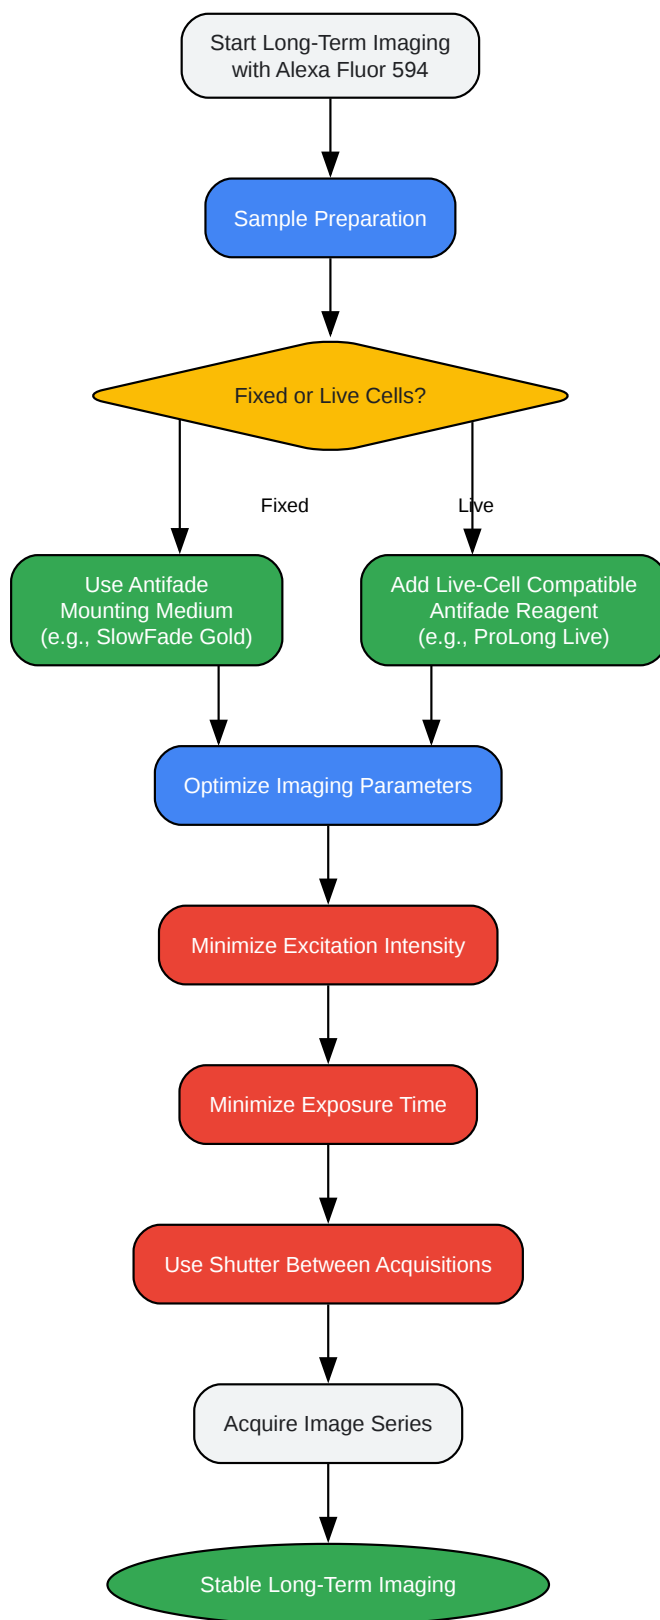 Start Long-Term Imaging
with Alexa Fluor 594
Sample Preparation
Fixed or Live Cells?
Fixed
Live
Use Antifade
Mounting Medium
(e.g., SlowFade Gold)
Add Live-Cell Compatible
Antifade Reagent
(e.g., ProLong Live)
Optimize Imaging Parameters
Minimize Excitation Intensity
Minimize Exposure Time
Use Shutter Between Acquisitions
Acquire Image Series
Stable Long-Term Imaging